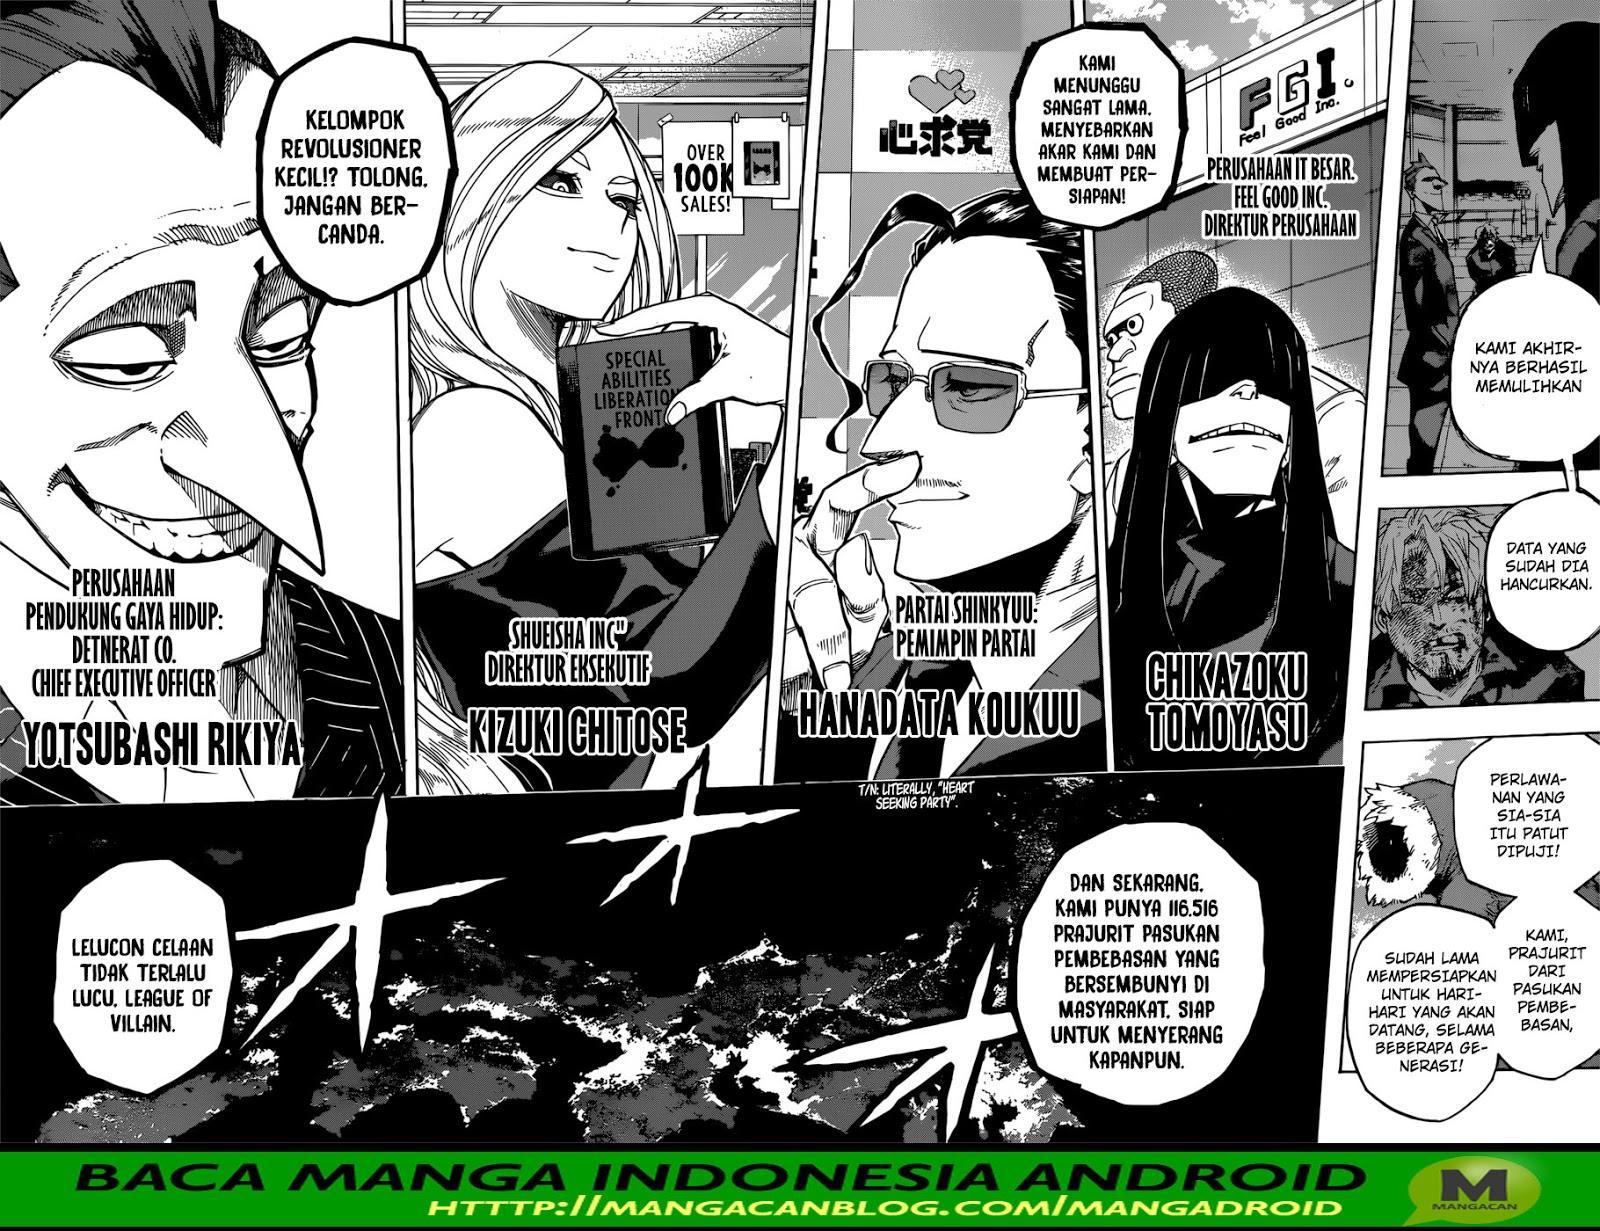 KAMI AKHIR-
NYA BERHASIL
MEMULIHKAN
DATA YANG
SUDAH DIA
HANCURKAN.
PERLAWA-
NAN YANG
SIA-SIA
ITU PATUT
DIPUJI!
KAMI,
PRAJURIT
DARI
PASUKAN
PEMBE-
BASAN,
SUDAH LAMA
MEMPERSIAPKAN
UNTUK HARI-
HARI YANG AKAN
DATANG, SELAMA
BEBERAPA GE-
NERASI!
FGI.
Feel Good Inc.
PERUSAHAAN IT BESAR.
FEEL GOOD INC.
DIREKTUR PERUSAHAAN
CHIKAZOKU
TOMOYASU
KAMI
MENUNGGU
SANGAT LAMA,
MENYEBARKAN
AKAR KAMI DAN
MEMBUAT PER-
SIAPAN!
心求党
PARTAI SHINKYUU:
PEMIMPIN PARTAI
HANADATA KOUKUU
T/N: LITERALLY, "HEART
SEEKING PARTY".
OVER
100K
SALES!
SPECIAL
ABILITIES
LIBERATION
FRONT
SHUEISHA INC"
DIREKTUR EKSEKUTIF
KIZUKI CHITOSE
KELOMPOK
REVOLUSIONER
KECIL!? TOLONG,
JANGAN BER-
CANDA.
PERUSAHAAN
PENDUKUNG GAYA HIDUP:
DETNERAT CO.
CHIEF EXECUTIVE OFFICER
YOTSUBASHI RIKIYA
DAN SEKARANG,
KAMI PUNYA 116.516
PRAJURIT PASUKAN
PEMBEBASAN YANG
BERSEMBUNYI DI
MASYARAKAT, SIAP
UNTUK MENYERANG
KAPANPUN.
LELUCON CELAAN
TIDAK TERLALU
LUCU, LEAGUE OF
VILLAIN.
BACA MANGA INDONESIA ANDROID
HTTTP://MANGACANBLOG.COM/MANGADROID
M
MANGACAN